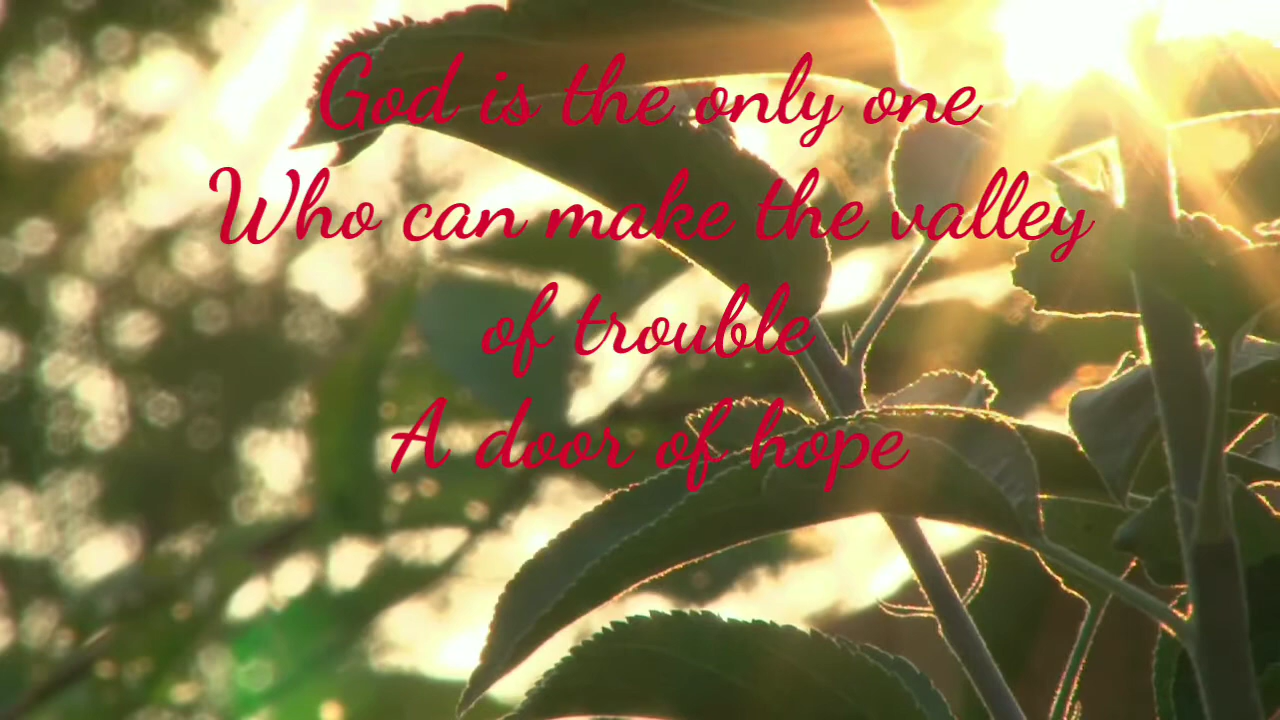 God is the only one
Who can make the valley
of trouble
A door of hope